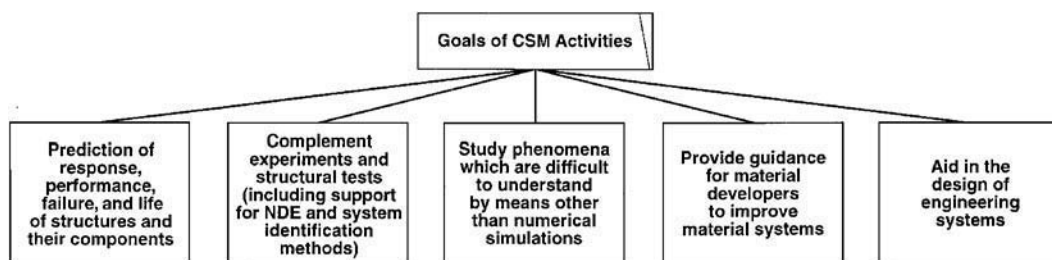 Goals of CSM Activities
Prediction of
response,
performance,
failure, and life
of structures and
their components
Complement
experiments and
structural tests
(including support
for NDE and system
identification
methods)
Study phenomena
which are difficult
to understand
by means other
than numerical
simulations
Provide guidance
for material
developers
to improve
material systems
Aid in the
design of
engineering
systems